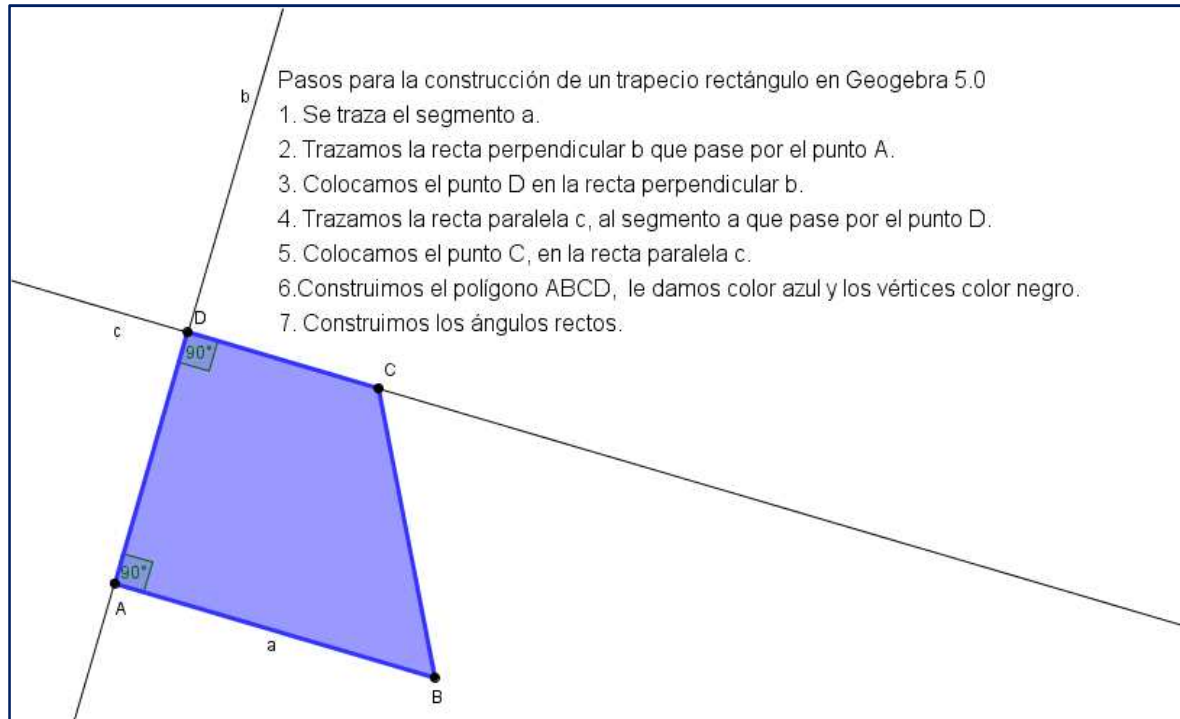 Pasos para la construcción de un trapecio rectángulo en Geogebra 5.0
b
1. Se traza el segmento a.
2. Trazamos la recta perpendicular b que pase por el punto A.
3. Colocamos el punto D en la recta perpendicular b.
4. Trazamos la recta paralela c, al segmento a que pase por el punto D.
5. Colocamos el punto C, en la recta paralela c.
6.Construimos el polígono ABCD, le damos color azul y los vértices color negro.
7. Construimos los ángulos rectos.
D
c
90°
C
90°
A
a
B